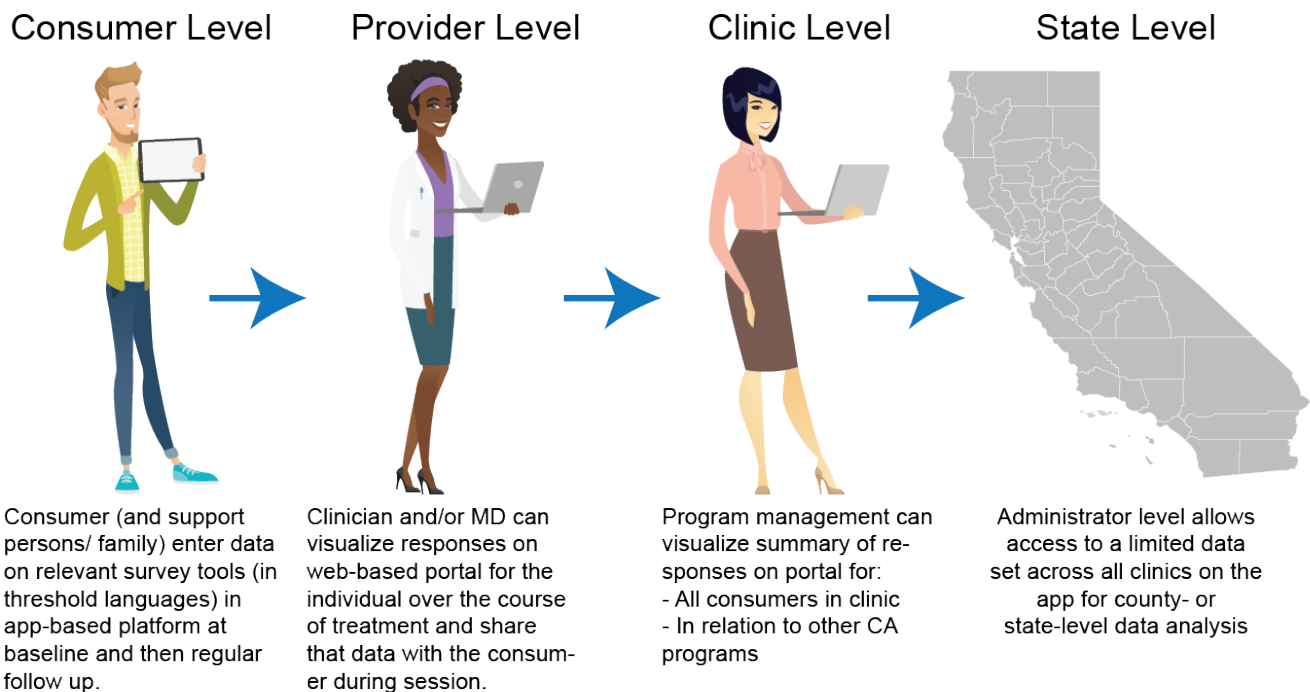 Consumer Level
Provider Level
Clinic Level
State Level
Consumer (and support
persons/ family) enter data
on relevant survey tools (in
threshold languages) in
app-based platform at
baseline and then regular
follow up.
Clinician and/or MD can
visualize responses on
web-based portal for the
individual over the course
of treatment and share
that data with the consum-
er during session.
Program management can
visualize summary of re-
sponses on portal for:
- All consumers in clinic
- In relation to other CA
programs
Administrator level allows
access to a limited data
set across all clinics on the
app for county- or
state-level data analysis